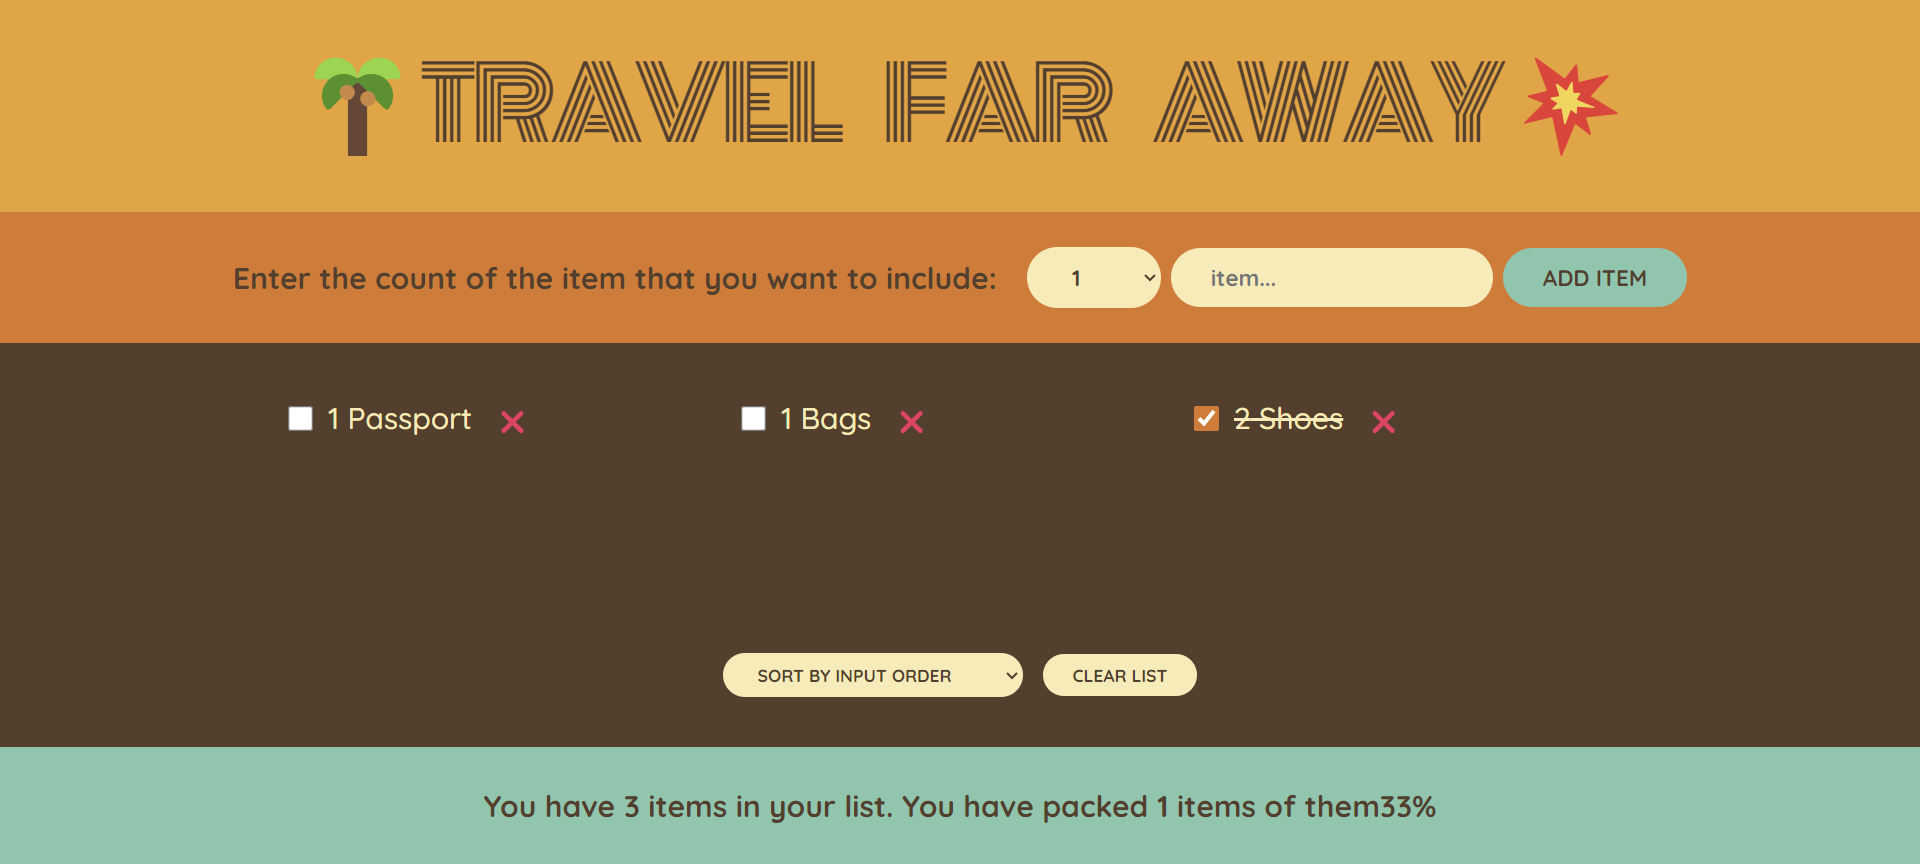 TRAVEL FAR AWAY
Enter the count of the item that you want to include: 1 item... ADD ITEM
1 Passport 1 Bags 2 Shoes
SORT BY INPUT ORDER CLEAR LIST
You have 3 items in your list. You have packed 1 items of them33%